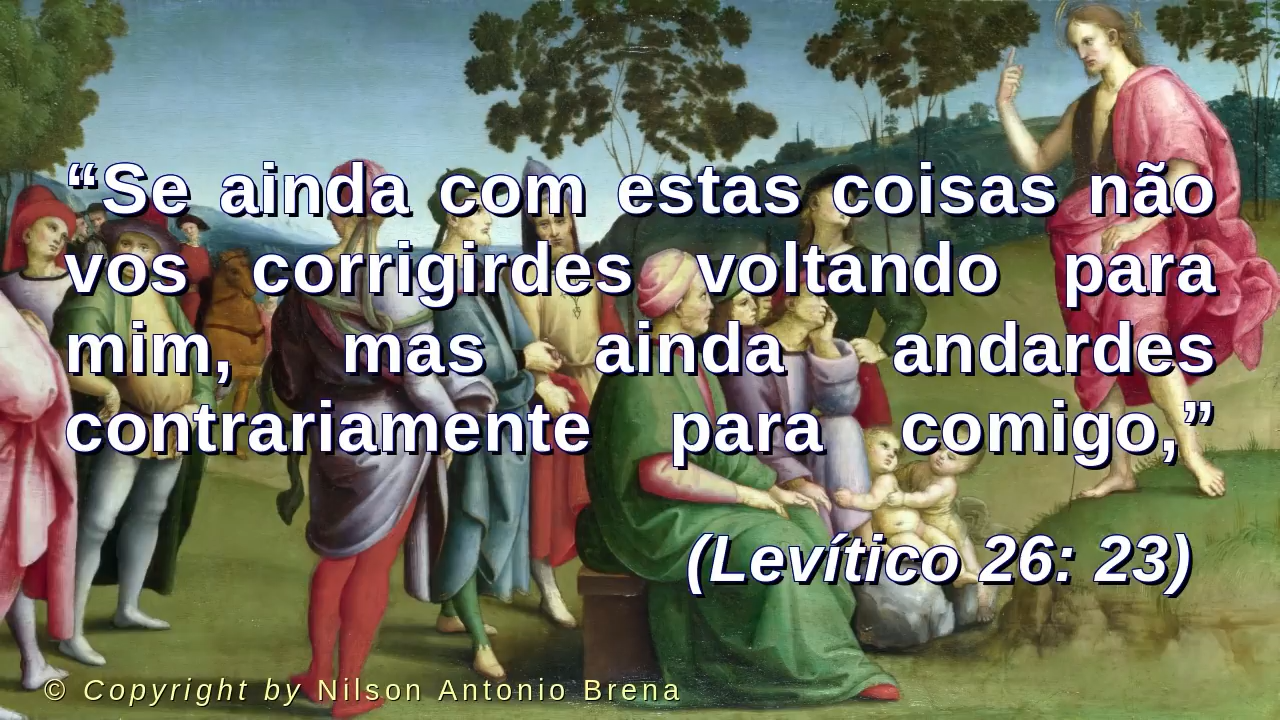 “Se ainda com estas coisas não
vos corrigirdes voltando para
mim, mas ainda andardes
contrariamente para comigo,”
(Levítico 26: 23)
© Copyright by Nilson Antonio Brena